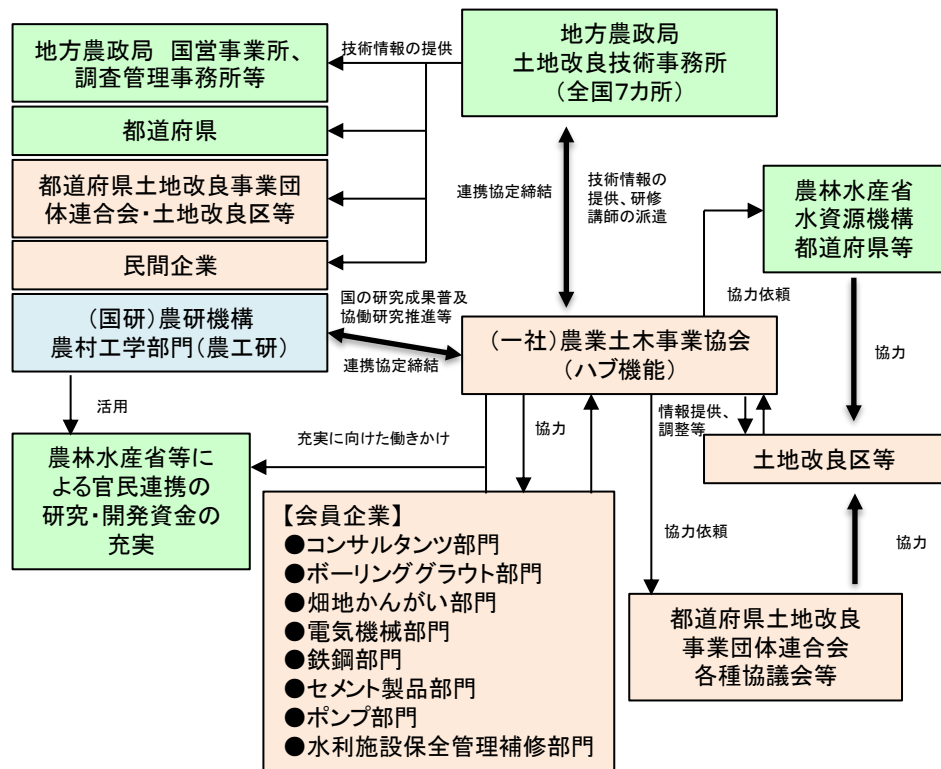 地方農政局　国営事業所、
調査管理事務所等
技術情報の提供
地方農政局
土地改良技術事務所
（全国7カ所）
都道府県
都道府県土地改良事業団
体連合会・土地改良区等
民間企業
連携協定締結
技術情報の
提供、研修
講師の派遣
農林水産省
水資源機構
都道府県等
（国研）農研機構
農村工学部門（農工研）
国の研究成果普及
協働研究推進等
連携協定締結
（一社）農業土木事業協会
（ハブ機能）
協力依頼
協力
活用
充実に向けた働きかけ
協力
情報提供、
調整等
土地改良区等
農林水産省等に
よる官民連携の
研究・開発資金の
充実
【会員企業】
●コンサルタンツ部門
●ボーリンググラウト部門
●畑地かんがい部門
●電気機械部門
●鉄鋼部門
●セメント製品部門
●ポンプ部門
●水利施設保全管理補修部門
協力依頼
協力
都道府県土地改良
事業団体連合会
各種協議会等